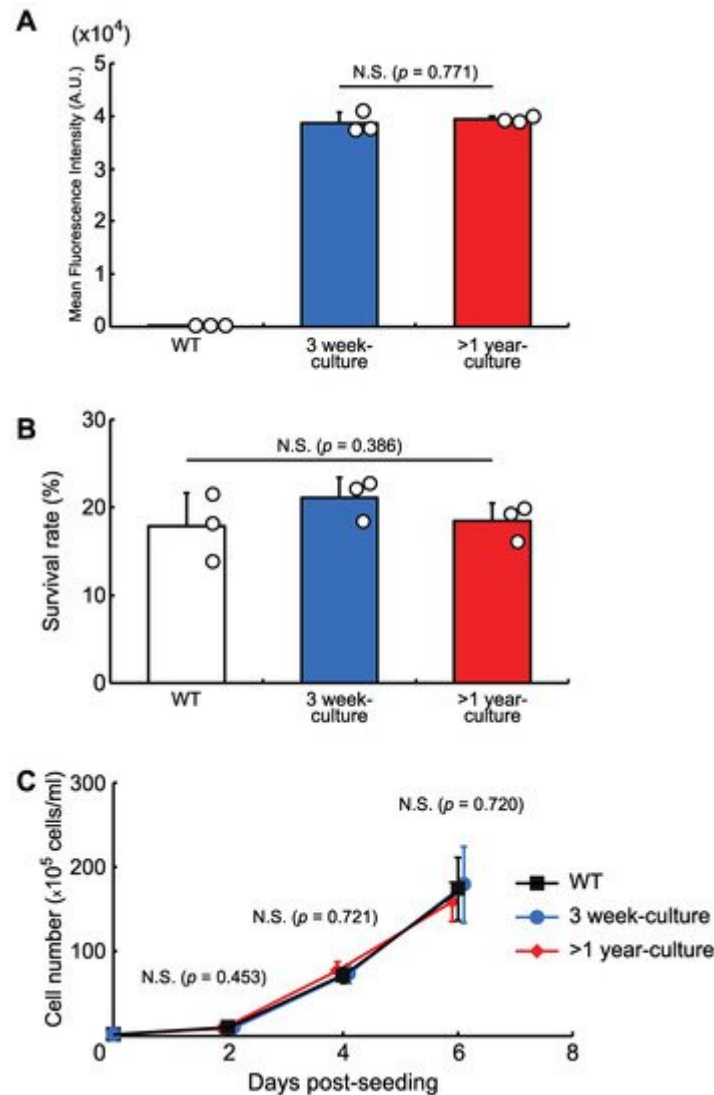 A
(x10⁴)
Mean Fluorescence Intensity (A.U.)
5
4
3
2
1
0
N.S. (p = 0.771)
WT
3 week-
culture
>1 year-
culture
B
Survival rate (%)
30
20
10
0
N.S. (p = 0.386)
WT
3 week-
culture
>1 year-
culture
C
Cell number (x10⁵ cells/ml)
300
200
100
0
N.S. (p = 0.720)
N.S. (p = 0.721)
N.S. (p = 0.453)
WT
3 week-culture
>1 year-culture
2
4
6
8
Days post-seeding